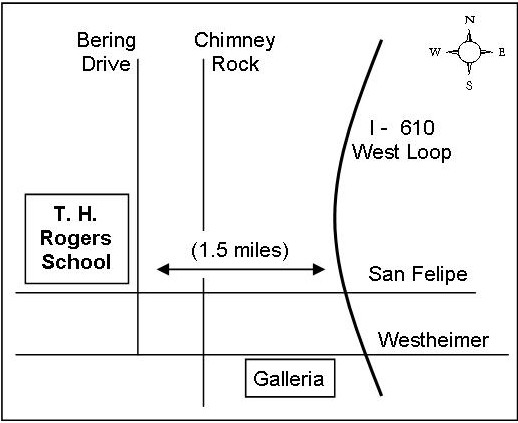 Bering
Drive
Chimney
Rock
N
W
E
S
I - 610
West Loop
T. H.
Rogers
School
(1.5 miles)
San Felipe
Westheimer
Galleria